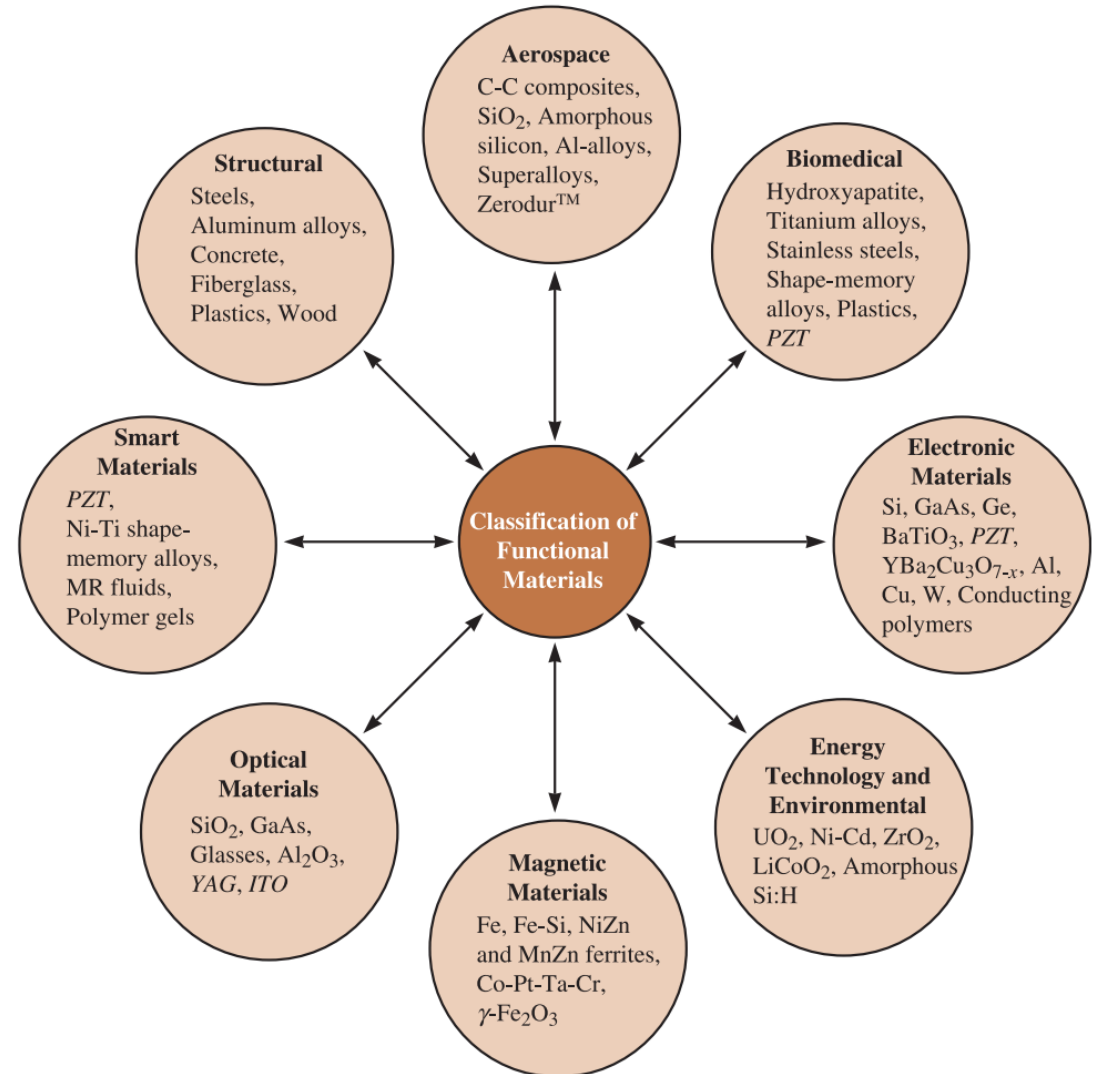 Aerospace
C-C composites,
SiO₂, Amorphous
silicon, Al-alloys,
Superalloys,
Zerodur™
Biomedical
Hydroxyapatite,
Titanium alloys,
Stainless steels,
Shape-memory
alloys, Plastics,
PZT
Structural
Steels,
Aluminum alloys,
Concrete,
Fiberglass,
Plastics, Wood
Smart
Materials
PZT,
Ni-Ti shape-
memory alloys,
MR fluids,
Polymer gels
Classification of
Functional
Materials
Electronic
Materials
Si, GaAs, Ge,
BaTiO₃, PZT,
YBa₂Cu₃O₇₋ₓ, Al,
Cu, W, Conducting
polymers
Optical
Materials
SiO₂, GaAs,
Glasses, Al₂O₃,
YAG, ITO
Magnetic
Materials
Fe, Fe-Si, NiZn
and MnZn ferrites,
Co-Pt-Ta-Cr,
γ-Fe₂O₃
Energy
Technology and
Environmental
UO₂, Ni-Cd, ZrO₂,
LiCoO₂, Amorphous
Si:H